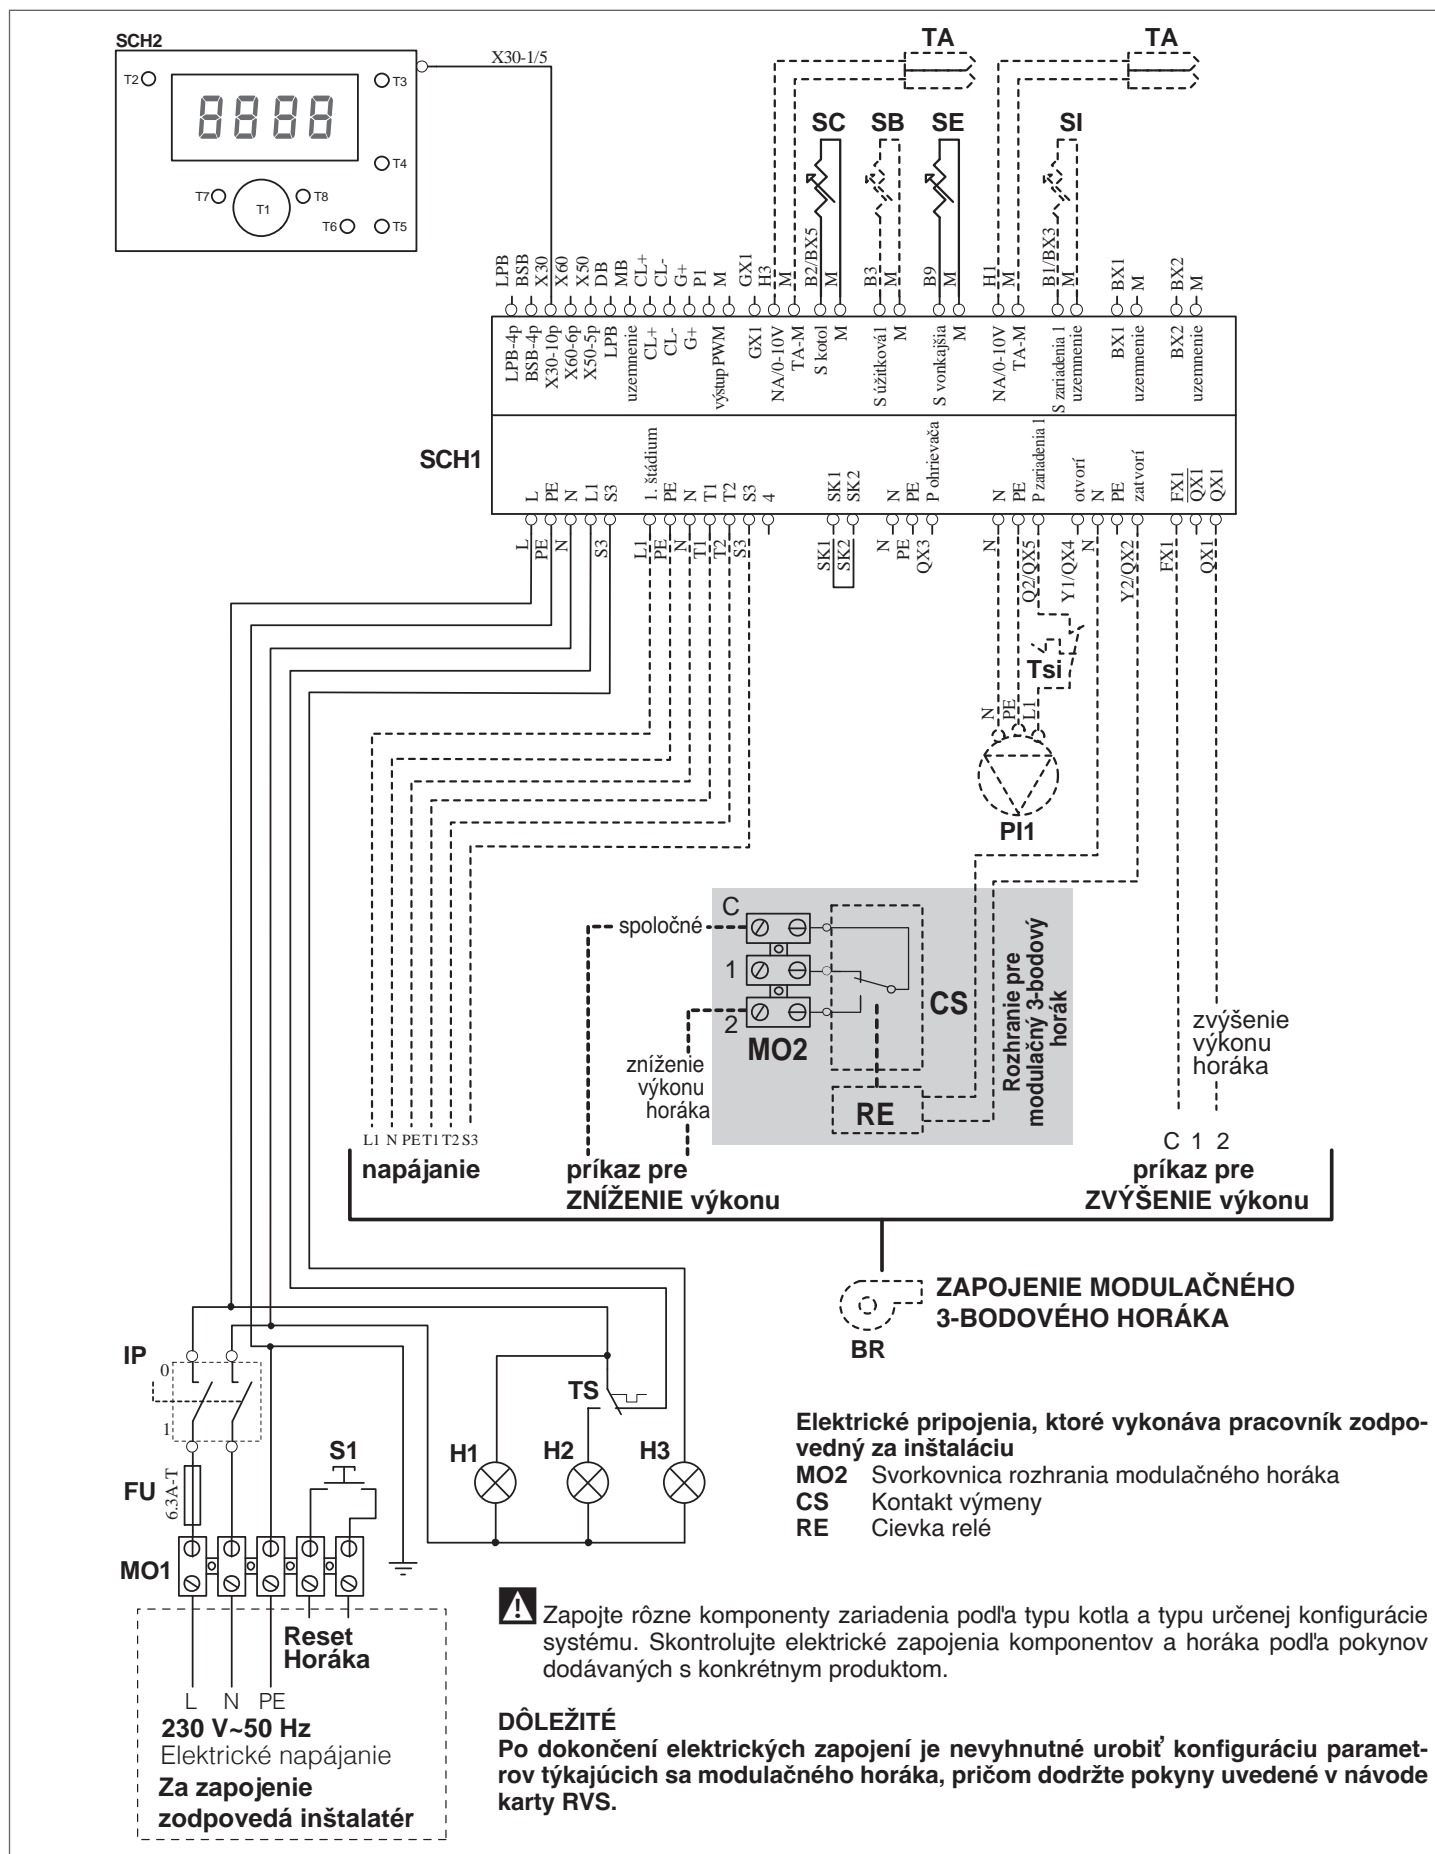 SCH2
X30-1/5
T2
T3
T4
T7
T8
T1
T6
T5
8888
TA
TA
SC
SB
SE
SI
LPB
BSB
X30
X60
X50
DB
MB
CL+
CL-
G+
P1
M
GX1
H3
M
B2/BX5
M
B3
M
B9
M
H1
M
B1/BX3
M
BX1
M
BX2
M
LPB-4p
BSB-4p
X30-10p
X60-6p
X50-5p
LPB
uzemnenie
CL+
CL-
G+
výstup PWM
GX1
NA/0-10V
TA-M
S kotol
M
S úžitková1
M
S vonkajšia
M
NA/0-10V
TA-M
S zariadenia 1
uzemnenie
BX1
uzemnenie
BX2
uzemnenie
SCH1
L
PE
N
L1
S3
1. štádium
PE
N
T1
T2
S3
4
SK1
SK2
N
PE
P ohrievača
N
PE
P zariadenia 1
otvorí
N
PE
zatvorí
FX1
QX1
QX1
L
PE
N
S3
L1
PE
N
T1
T2
S3
SK1
SK2
N
PE
QX3
N
Q2/QX5
Y1/QX4
N
Y2/QX2
FX1
QX1
Tsi
N
PE
L1
PI1
C
spoločné
1
2
MO2
CS
RE
Rozhranie pre
modulačný 3-bodový
horák
zníženie
výkonu
horáka
zvýšenie
výkonu
horáka
L1 N PE T1 T2 S3
napájanie
príkaz pre
ZNÍŽENIE výkonu
C 1 2
príkaz pre
ZVÝŠENIE výkonu
ZAPOJENIE MODULAČNÉHO
3-BODOVÉHO HORÁKA
BR
IP
0
1
TS
S1
H1
H2
H3
FU
6.3A-T
MO1
Reset
Horáka
L N PE
230 V~50 Hz
Elektrické napájanie
Za zapojenie
zodpovedá inštalatér
Elektrické pripojenia, ktoré vykonáva pracovník zodpo-
vedný za inštaláciu
MO2 Svorkovnica rozhrania modulačného horáka
CS Kontakt výmeny
RE Cievka relé
Zapojte rôzne komponenty zariadenia podľa typu kotla a typu určenej konfigurácie
systému. Skontrolujte elektrické zapojenia komponentov a horáka podľa pokynov
dodávaných s konkrétnym produktom.
DÔLEŽITÉ
Po dokončení elektrických zapojení je nevyhnutné urobiť konfiguráciu paramet-
rov týkajúcich sa modulačného horáka, pričom dodržte pokyny uvedené v návode
karty RVS.